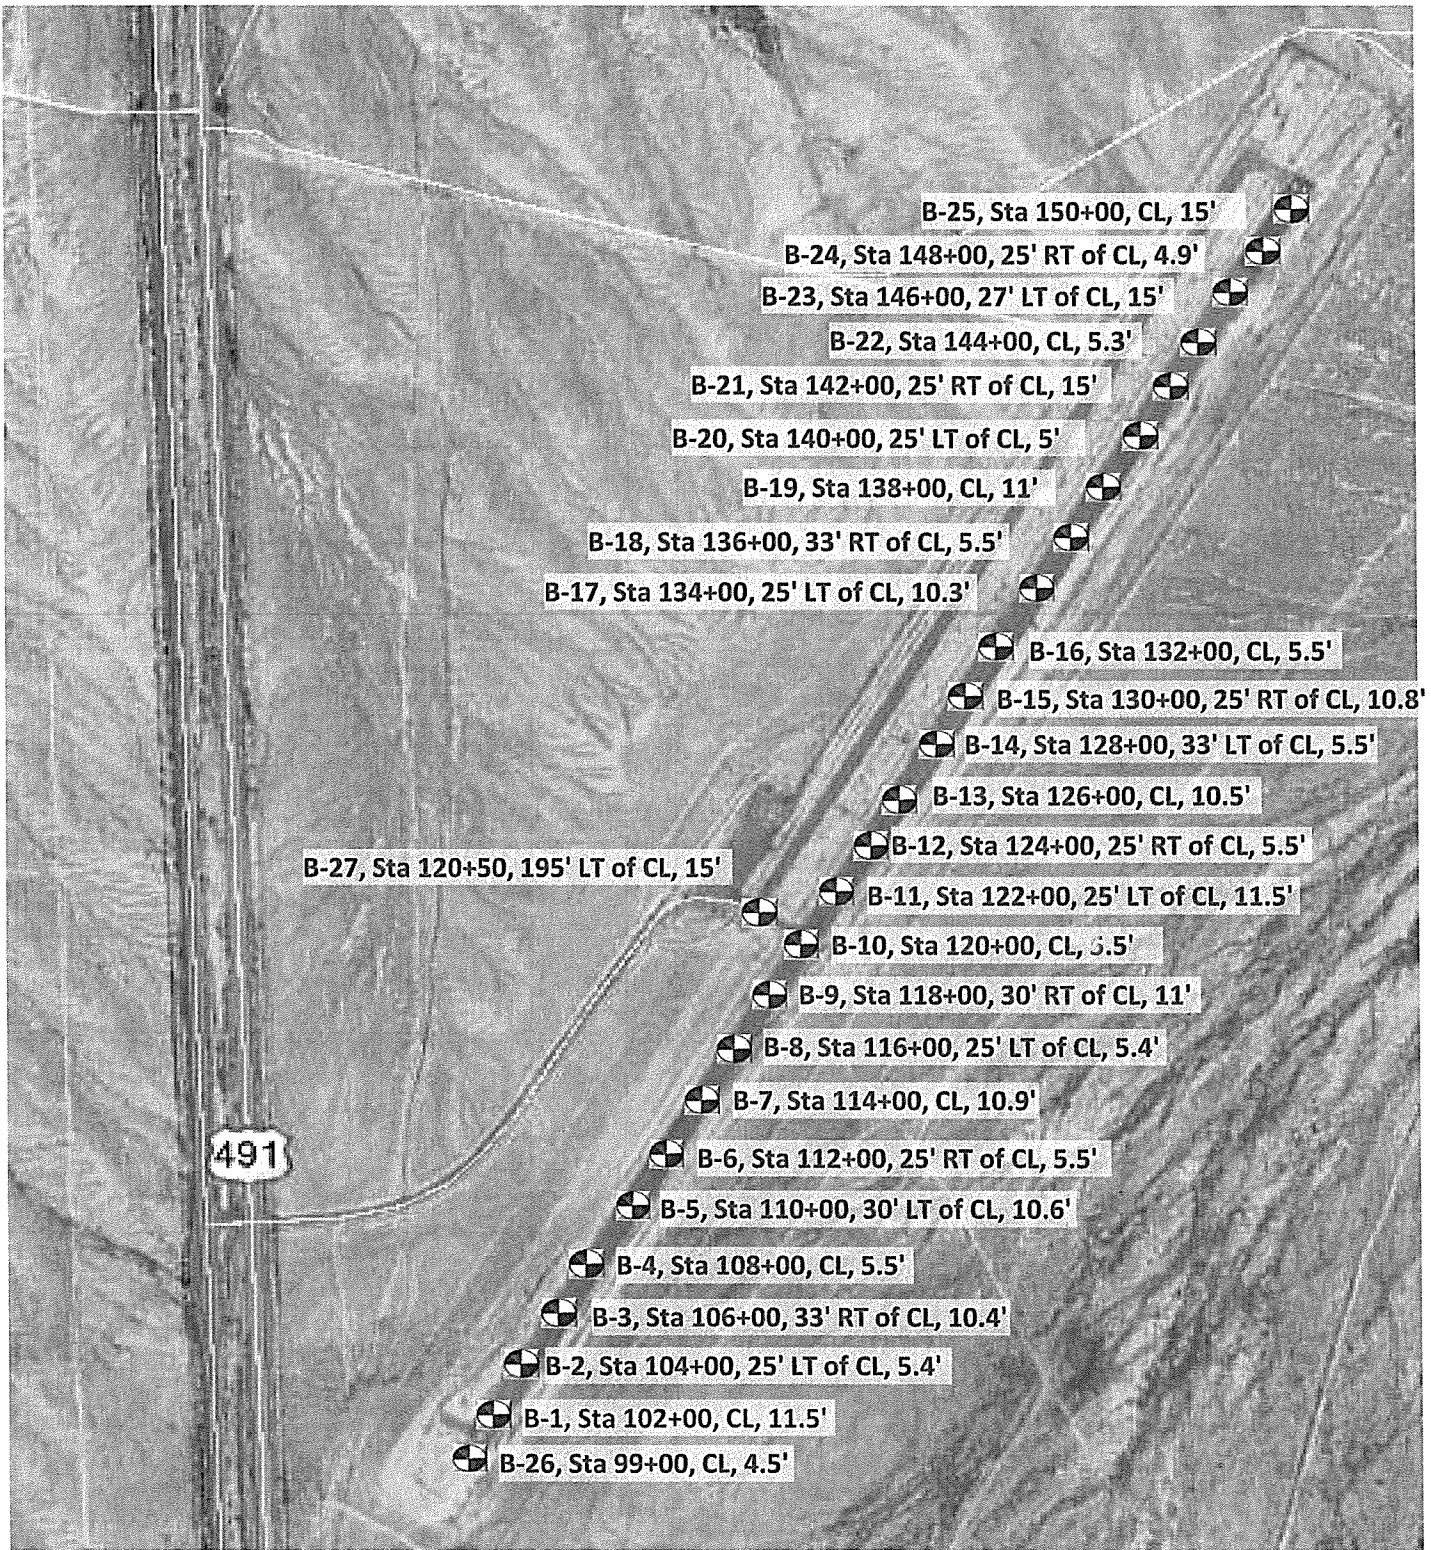 B-25, Sta 150+00, CL, 15'
B-24, Sta 148+00, 25' RT of CL, 4.9'
B-23, Sta 146+00, 27' LT of CL, 15'
B-22, Sta 144+00, CL, 5.3'
B-21, Sta 142+00, 25' RT of CL, 15'
B-20, Sta 140+00, 25' LT of CL, 5'
B-19, Sta 138+00, CL, 11'
B-18, Sta 136+00, 33' RT of CL, 5.5'
B-17, Sta 134+00, 25' LT of CL, 10.3'
B-16, Sta 132+00, CL, 5.5'
B-15, Sta 130+00, 25' RT of CL, 10.8'
B-14, Sta 128+00, 33' LT of CL, 5.5'
B-13, Sta 126+00, CL, 10.5'
B-12, Sta 124+00, 25' RT of CL, 5.5'
B-27, Sta 120+50, 195' LT of CL, 15'
B-11, Sta 122+00, 25' LT of CL, 11.5'
B-10, Sta 120+00, CL,
B-9, Sta 118+00, 30' RT of CL, 11'
B-8, Sta 116+00, 25' LT of CL, 5.4'
B-7, Sta 114+00, CL, 10.9'
491
B-6, Sta 112+00, 25' RT of CL, 5.5'
B-5, Sta 110+00, 30' LT of CL, 10.6'
B-4, Sta 108+00, CL, 5.5'
B-3, Sta 106+00, 33' RT of CL, 10.4'
B-2, Sta 104+00, 25' LT of CL, 5.4'
B-1, Sta 102+00, CL, 11.5'
B-26, Sta 99+00, CL, 4.5'